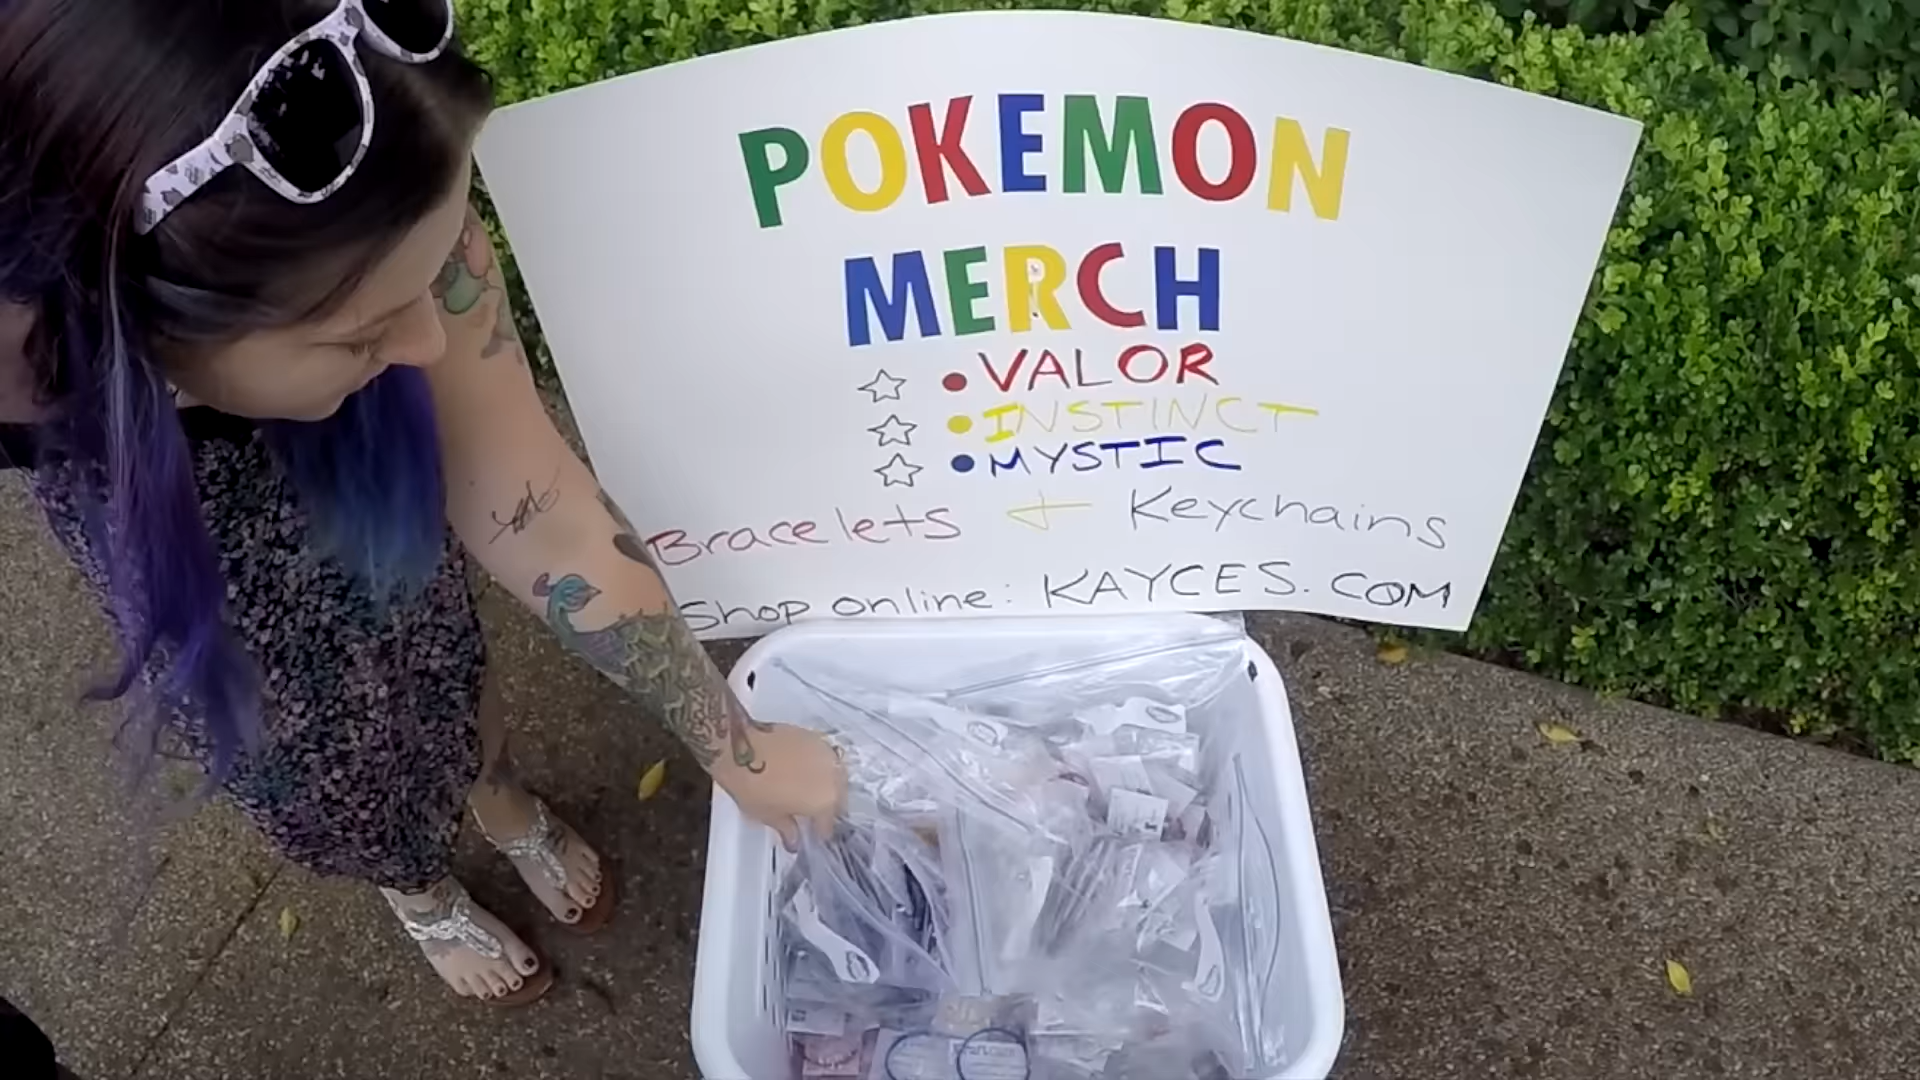 POKEMON
MERCH
• VALOR
• INSTINCT
• MYSTIC
Bracelets + Keychains
Shop online: KAYCES.COM